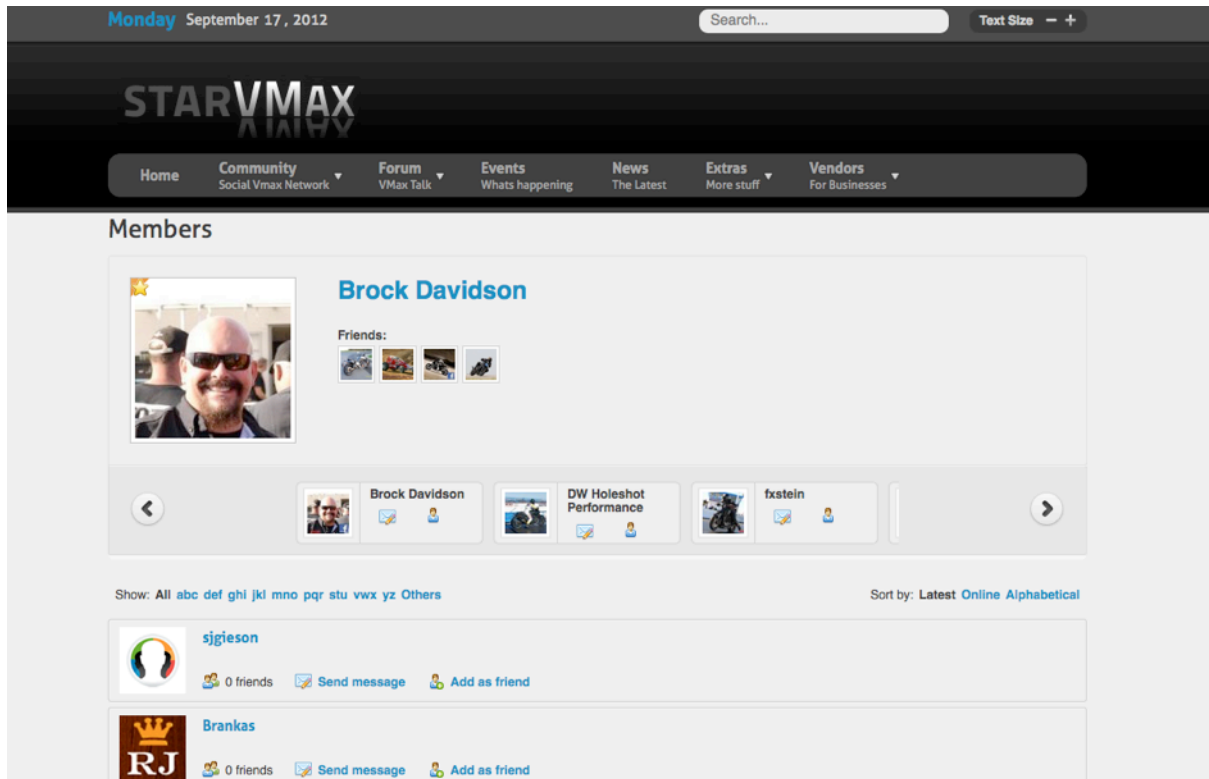 Monday September 17, 2012
Search...
Text Size − +
STARVMAX
Home
Community
Social Vmax Network
Forum
VMax Talk
Events
Whats happening
News
The Latest
Extras
More stuff
Vendors
For Businesses
Members
Brock Davidson
Friends:
Brock Davidson
DW Holeshot
Performance
fxstein
Show: All abc def ghi jkl mno pqr stu vwx yz Others
Sort by: Latest Online Alphabetical
sjgieson
0 friends Send message Add as friend
Brankas
RJ
0 friends Send message Add as friend